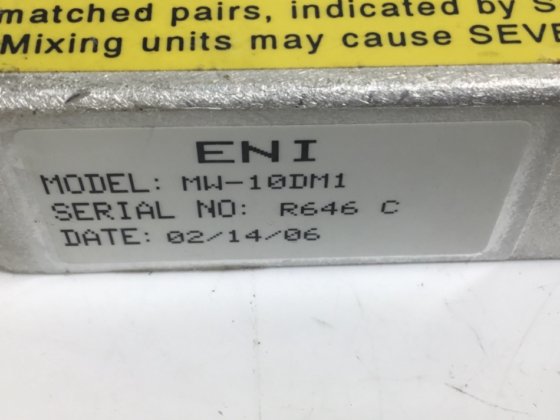 matched pairs, indicated by S
Mixing units may cause SEVE
ENI
MODEL: MW-10DM1
SERIAL NO: R646 C
DATE: 02/14/06